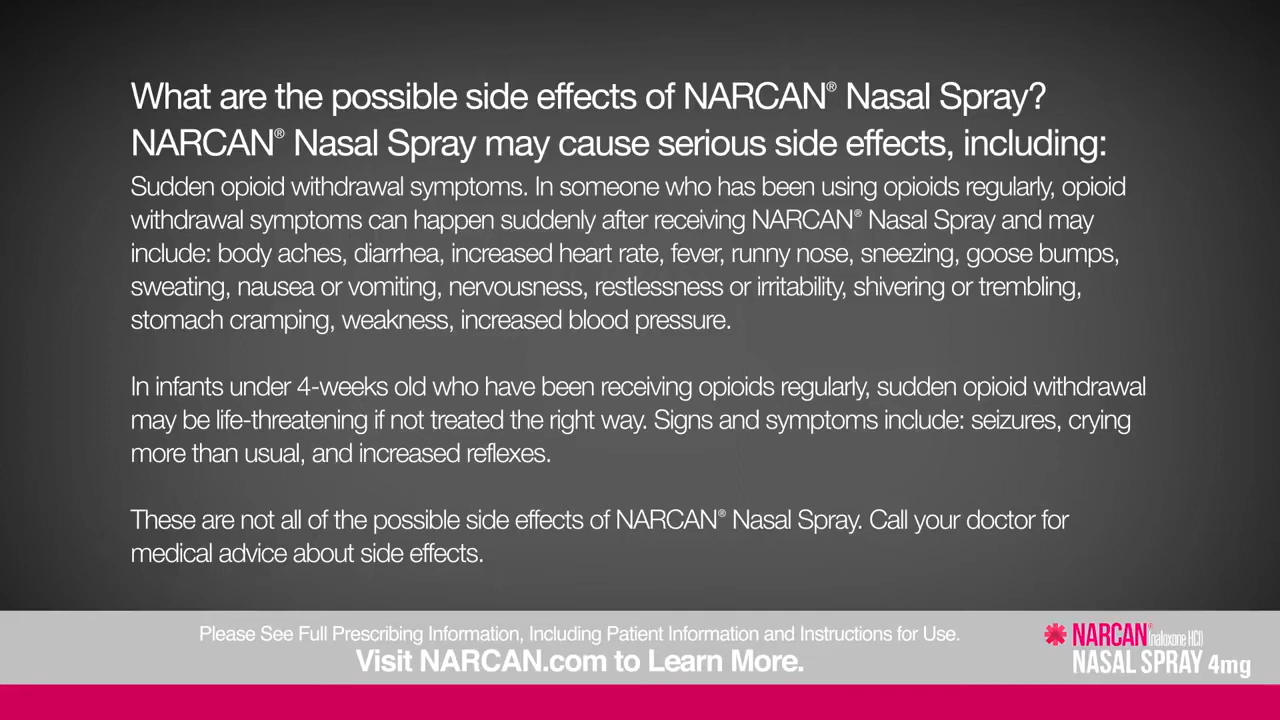 What are the possible side effects of NARCAN® Nasal Spray?
NARCAN® Nasal Spray may cause serious side effects, including:
Sudden opioid withdrawal symptoms. In someone who has been using opioids regularly, opioid
withdrawal symptoms can happen suddenly after receiving NARCAN® Nasal Spray and may
include: body aches, diarrhea, increased heart rate, fever, runny nose, sneezing, goose bumps,
sweating, nausea or vomiting, nervousness, restlessness or irritability, shivering or trembling,
stomach cramping, weakness, increased blood pressure.
In infants under 4-weeks old who have been receiving opioids regularly, sudden opioid withdrawal
may be life-threatening if not treated the right way. Signs and symptoms include: seizures, crying
more than usual, and increased reflexes.
These are not all of the possible side effects of NARCAN® Nasal Spray. Call your doctor for
medical advice about side effects.
Please See Full Prescribing Information, Including Patient Information and Instructions for Use.
Visit NARCAN.com to Learn More.
NARCAN® (naloxone HCl)
NASAL SPRAY 4mg